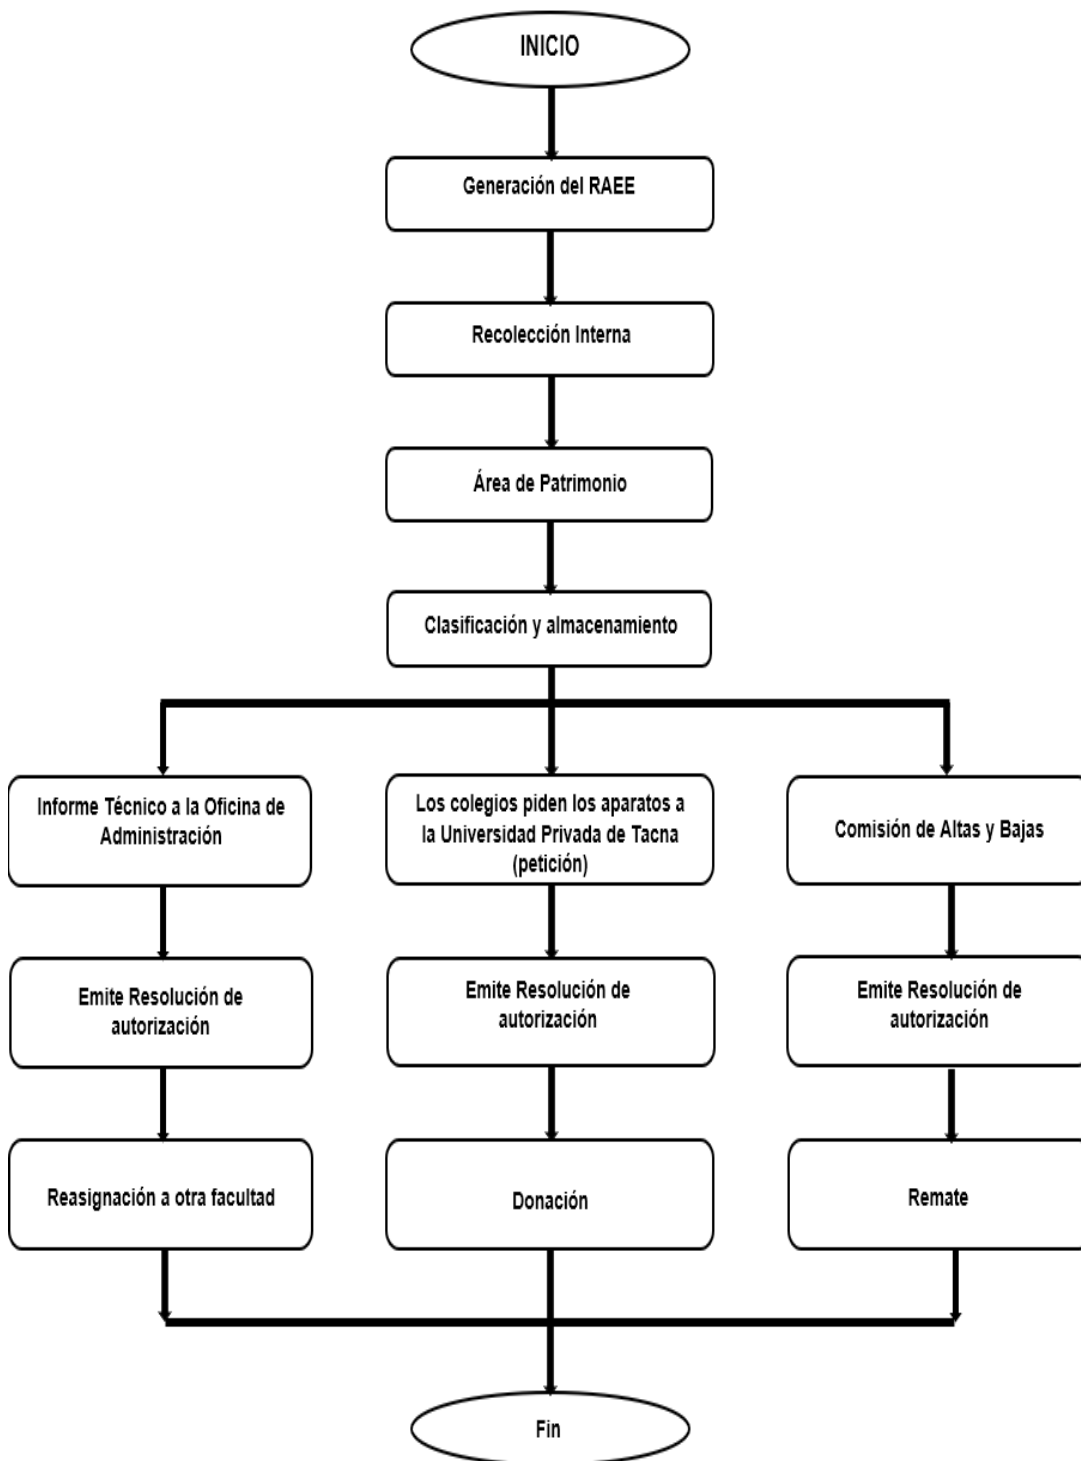 INICIO
Generación del RAEE
Recolección Interna
Área de Patrimonio
Clasificación y almacenamiento
Informe Técnico a la Oficina de
Administración
Los colegios piden los aparatos a
la Universidad Privada de Tacna
(petición)
Comisión de Altas y Bajas
Emite Resolución de
autorización
Emite Resolución de
autorización
Emite Resolución de
autorización
Reasignación a otra facultad
Donación
Remate
Fin